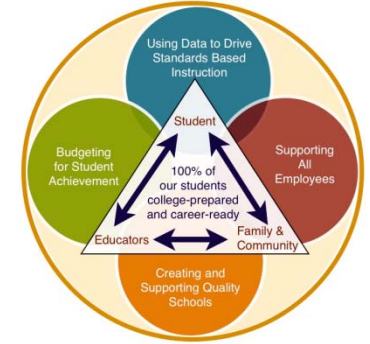 Using Data to Drive
Standards Based
Instruction
Student
Budgeting
for Student
Achievement
100% of
our students
college-prepared
and career-ready
Supporting
All
Employees
Educators
Family &
Community
Creating and
Supporting Quality
Schools